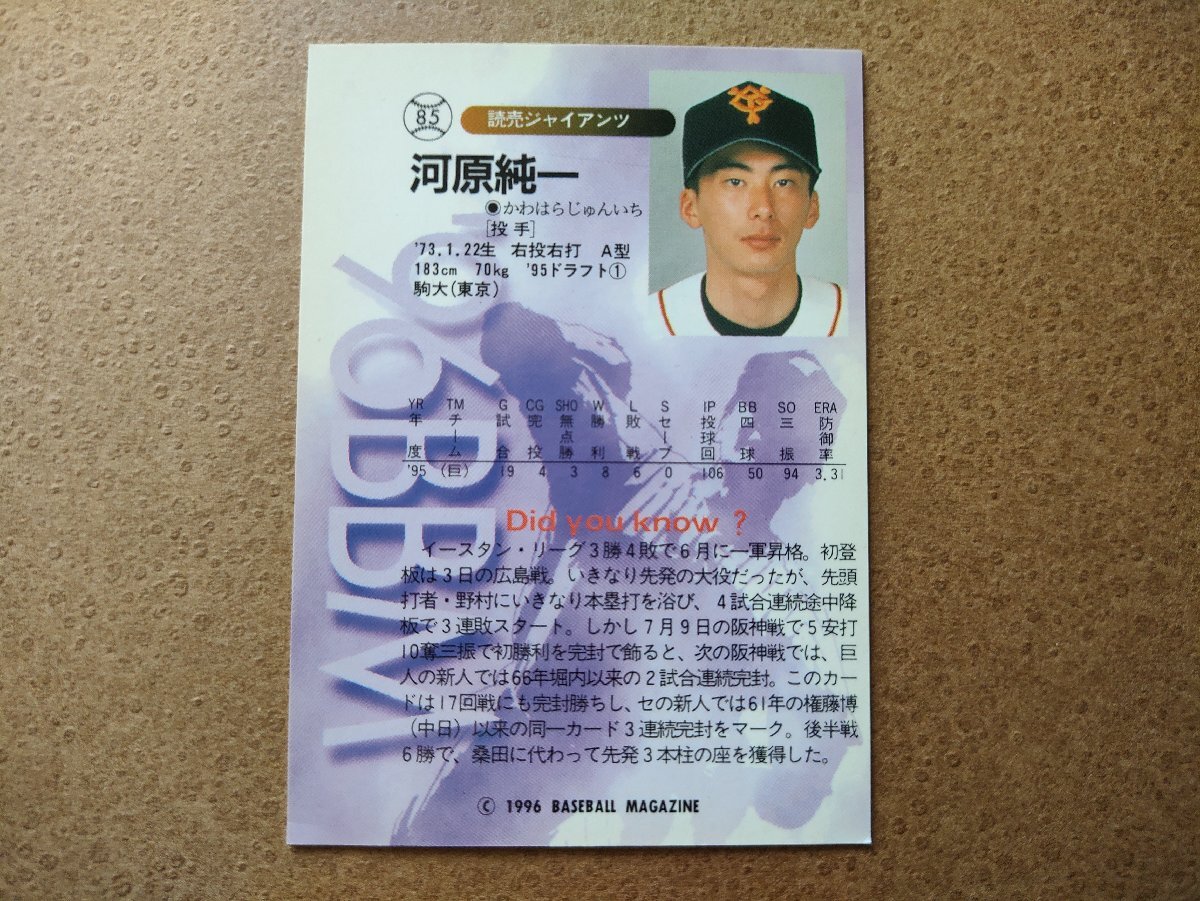 85
読売ジャイアンツ
YG
河原純一
◉かわはらじゅんいち
[投手]
'73.1.22生 右投右打 A型
183cm 70kg '95ドラフト①
駒大(東京)
'96BBM
YR TM G CG SHO W L S IP BB SO ERA
年度 チーム 試合 完投 無点勝 勝利 敗戦 セーブ 投球回 四球 三振 防御率
'95 (巨) 19 4 3 8 6 0 106 50 94 3.31
Did you know ?
イースタン・リーグ3勝4敗で6月に一軍昇格。初登
板は3日の広島戦。いきなり先発の大役だったが、先頭
打者・野村にいきなり本塁打を浴び、4試合連続途中降
板で3連敗スタート。しかし7月9日の阪神戦で5安打
10奪三振で初勝利を完封で飾ると、次の阪神戦では、巨
人の新人では66年堀内以来の2試合連続完封。このカー
ドは17回戦にも完封勝ちし、セの新人では61年の権藤博
(中日)以来の同一カード3連続完封をマーク。後半戦
6勝で、桑田に代わって先発3本柱の座を獲得した。
© 1996 BASEBALL MAGAZINE